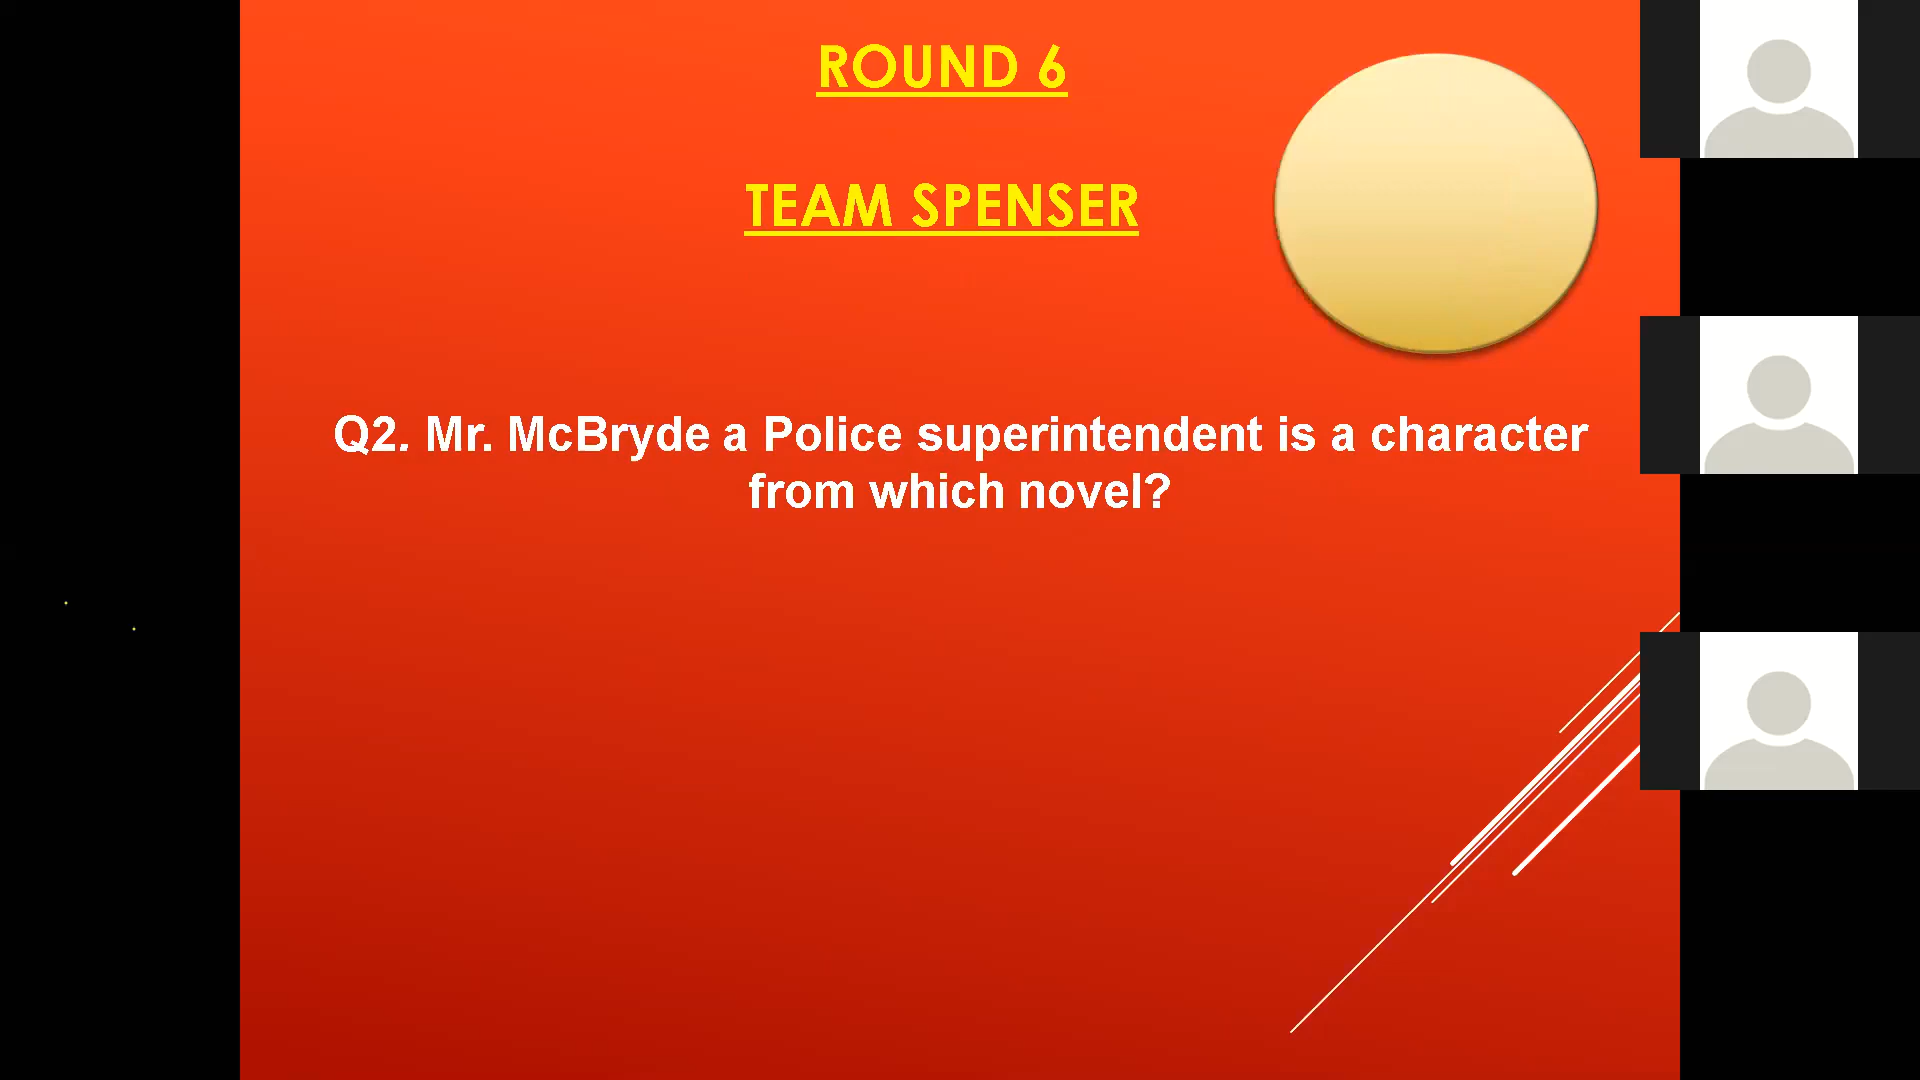 ROUND 6
TEAM SPENSER
Q2. Mr. McBryde a Police superintendent is a character
from which novel?